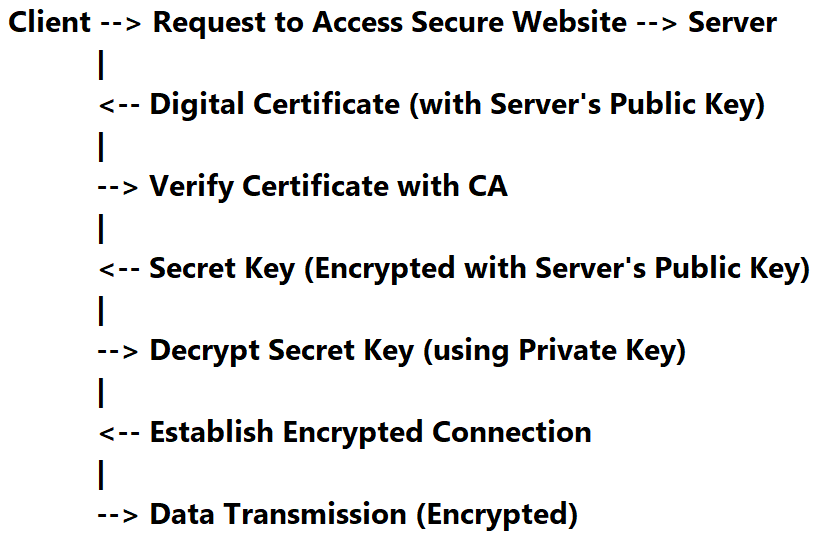 Client --> Request to Access Secure Website --> Server
|
<-- Digital Certificate (with Server's Public Key)
|
--> Verify Certificate with CA
|
<-- Secret Key (Encrypted with Server's Public Key)
|
--> Decrypt Secret Key (using Private Key)
|
<-- Establish Encrypted Connection
|
--> Data Transmission (Encrypted)